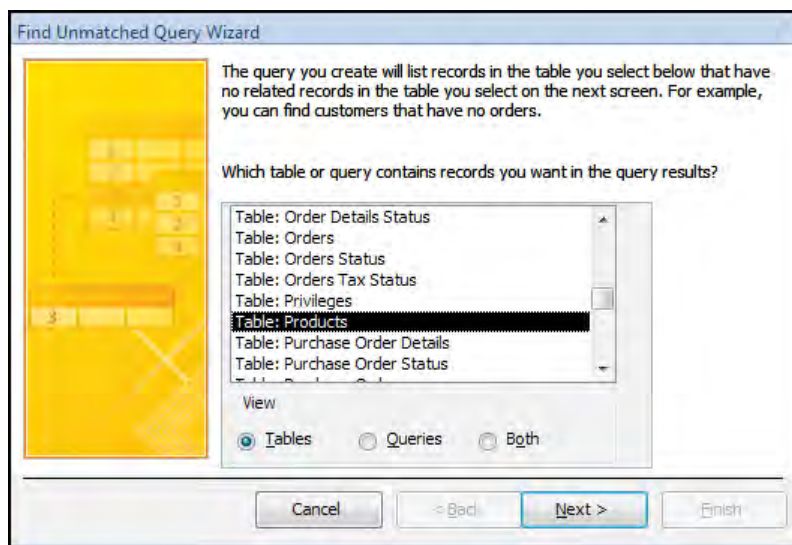 Find Unmatched Query Wizard
The query you create will list records in the table you select below that have
no related records in the table you select on the next screen. For example,
you can find customers that have no orders.
Which table or query contains records you want in the query results?
Table: Order Details Status
Table: Orders
Table: Orders Status
Table: Orders Tax Status
Table: Privileges
Table: Products
Table: Purchase Order Details
Table: Purchase Order Status
View
Tables Queries Both
Cancel < Back Next > Finish